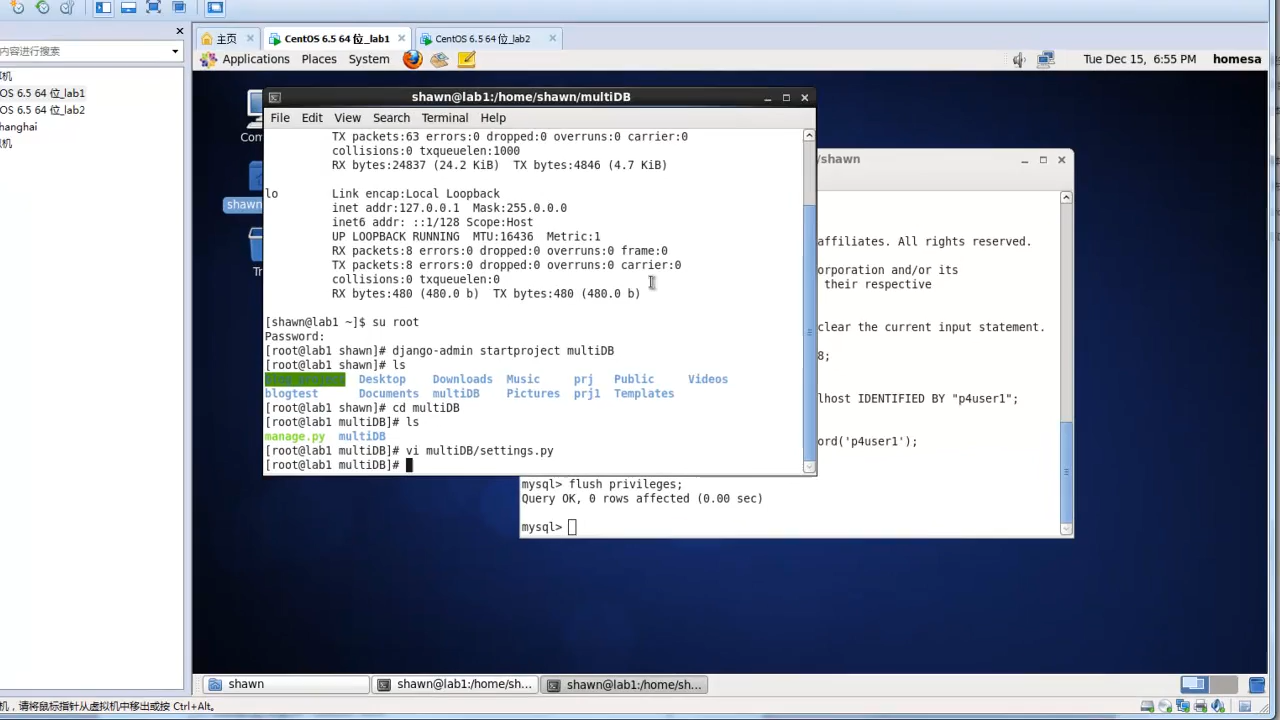 主页
CentOS 6.5 64 位_lab1
CentOS 6.5 64 位_lab2
内容进行搜索
Applications Places System
Tue Dec 15, 6:55 PM homesa
OS 6.5 64 位_lab1
OS 6.5 64 位_lab2
hanghai
shawn@lab1:/home/shawn/multiDB
File Edit View Search Terminal Help
TX packets:63 errors:0 dropped:0 overruns:0 carrier:0
collisions:0 txqueuelen:1000
RX bytes:24837 (24.2 KiB) TX bytes:4846 (4.7 KiB)
lo Link encap:Local Loopback
inet addr:127.0.0.1 Mask:255.0.0.0
inet6 addr: ::1/128 Scope:Host
UP LOOPBACK RUNNING MTU:16436 Metric:1
RX packets:8 errors:0 dropped:0 overruns:0 frame:0
TX packets:8 errors:0 dropped:0 overruns:0 carrier:0
collisions:0 txqueuelen:0
RX bytes:480 (480.0 b) TX bytes:480 (480.0 b)
[shawn@lab1 ~]$ su root
Password:
[root@lab1 shawn]# django-admin startproject multiDB
[root@lab1 shawn]# ls
Desktop Downloads Music prj Public Videos
blogtest Documents multiDB Pictures prj1 Templates
[root@lab1 shawn]# cd multiDB
[root@lab1 multiDB]# ls
manage.py multiDB
[root@lab1 multiDB]# vi multiDB/settings.py
[root@lab1 multiDB]#
Com
shawn
Tr
/shawn
affiliates. All rights reserved.
orporation and/or its
their respective
clear the current input statement.
8;
lhost IDENTIFIED BY "p4user1";
ord('p4user1');
mysql> flush privileges;
Query OK, 0 rows affected (0.00 sec)
mysql>
shawn
shawn@lab1:/home/sh...
shawn@lab1:/home/sh...
机，请将鼠标指针从虚拟机中移出或按 Ctrl+Alt。